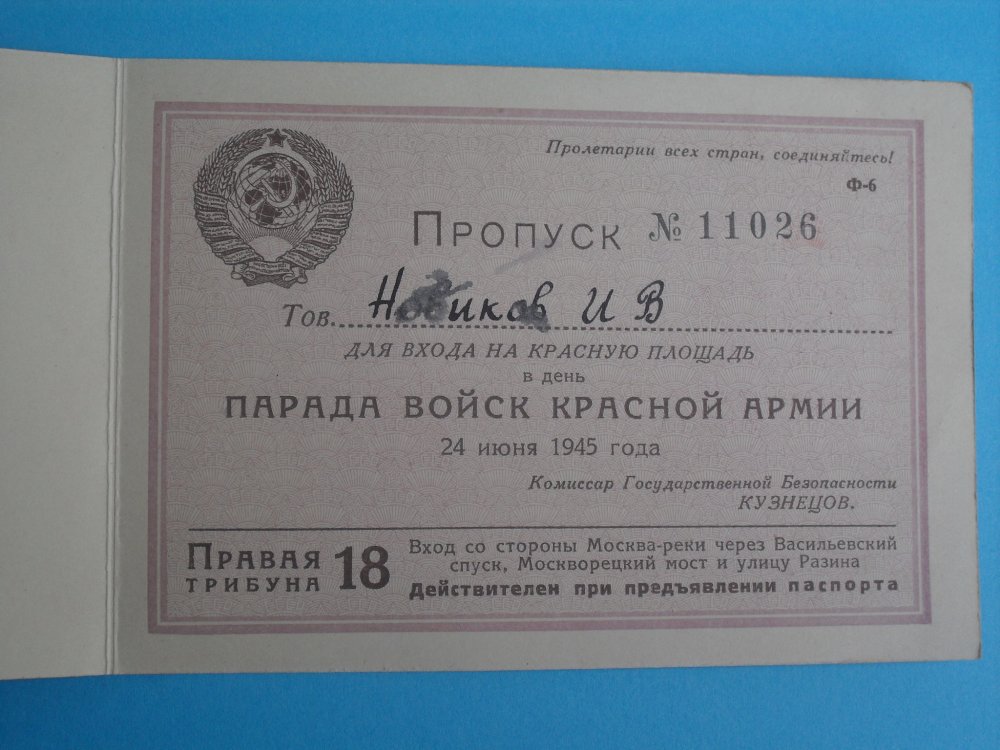 Пролетарии всех стран, соединяйтесь!
Ф-6
Пропуск № 11026
Тов. Новиков И В
ДЛЯ ВХОДА НА КРАСНУЮ ПЛОЩАДЬ
в день
ПАРАДА ВОЙСК КРАСНОЙ АРМИИ
24 июня 1945 года
Комиссар Государственной Безопасности
КУЗНЕЦОВ.
Правая трибуна 18
Вход со стороны Москва-реки через Васильевский
спуск, Москворецкий мост и улицу Разина
Действителен при предъявлении паспорта